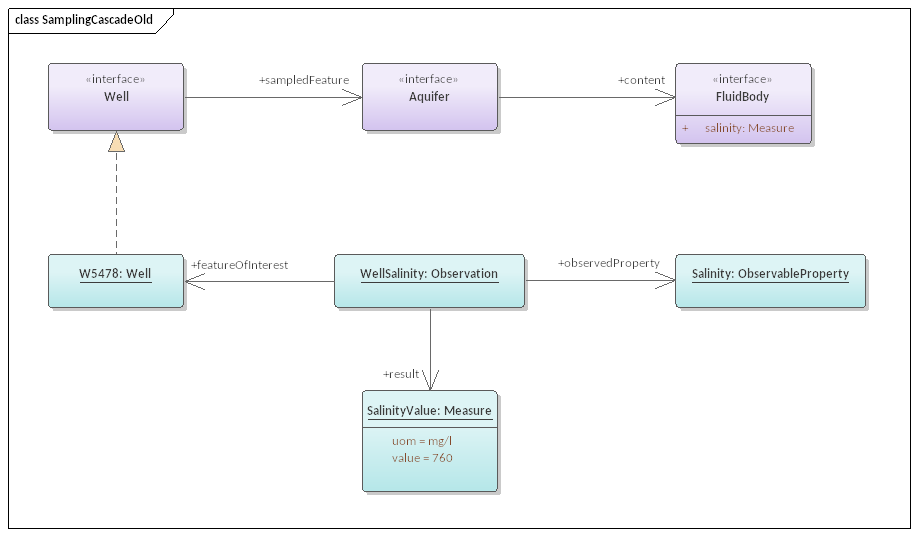 class SamplingCascadeOld
«interface»
Well
+sampledFeature
«interface»
Aquifer
+content
«interface»
FluidBody
+ salinity: Measure
W5478: Well
+featureOfInterest
WellSalinity: Observation
+observedProperty
Salinity: ObservableProperty
+result
SalinityValue: Measure
uom = mg/l
value = 760